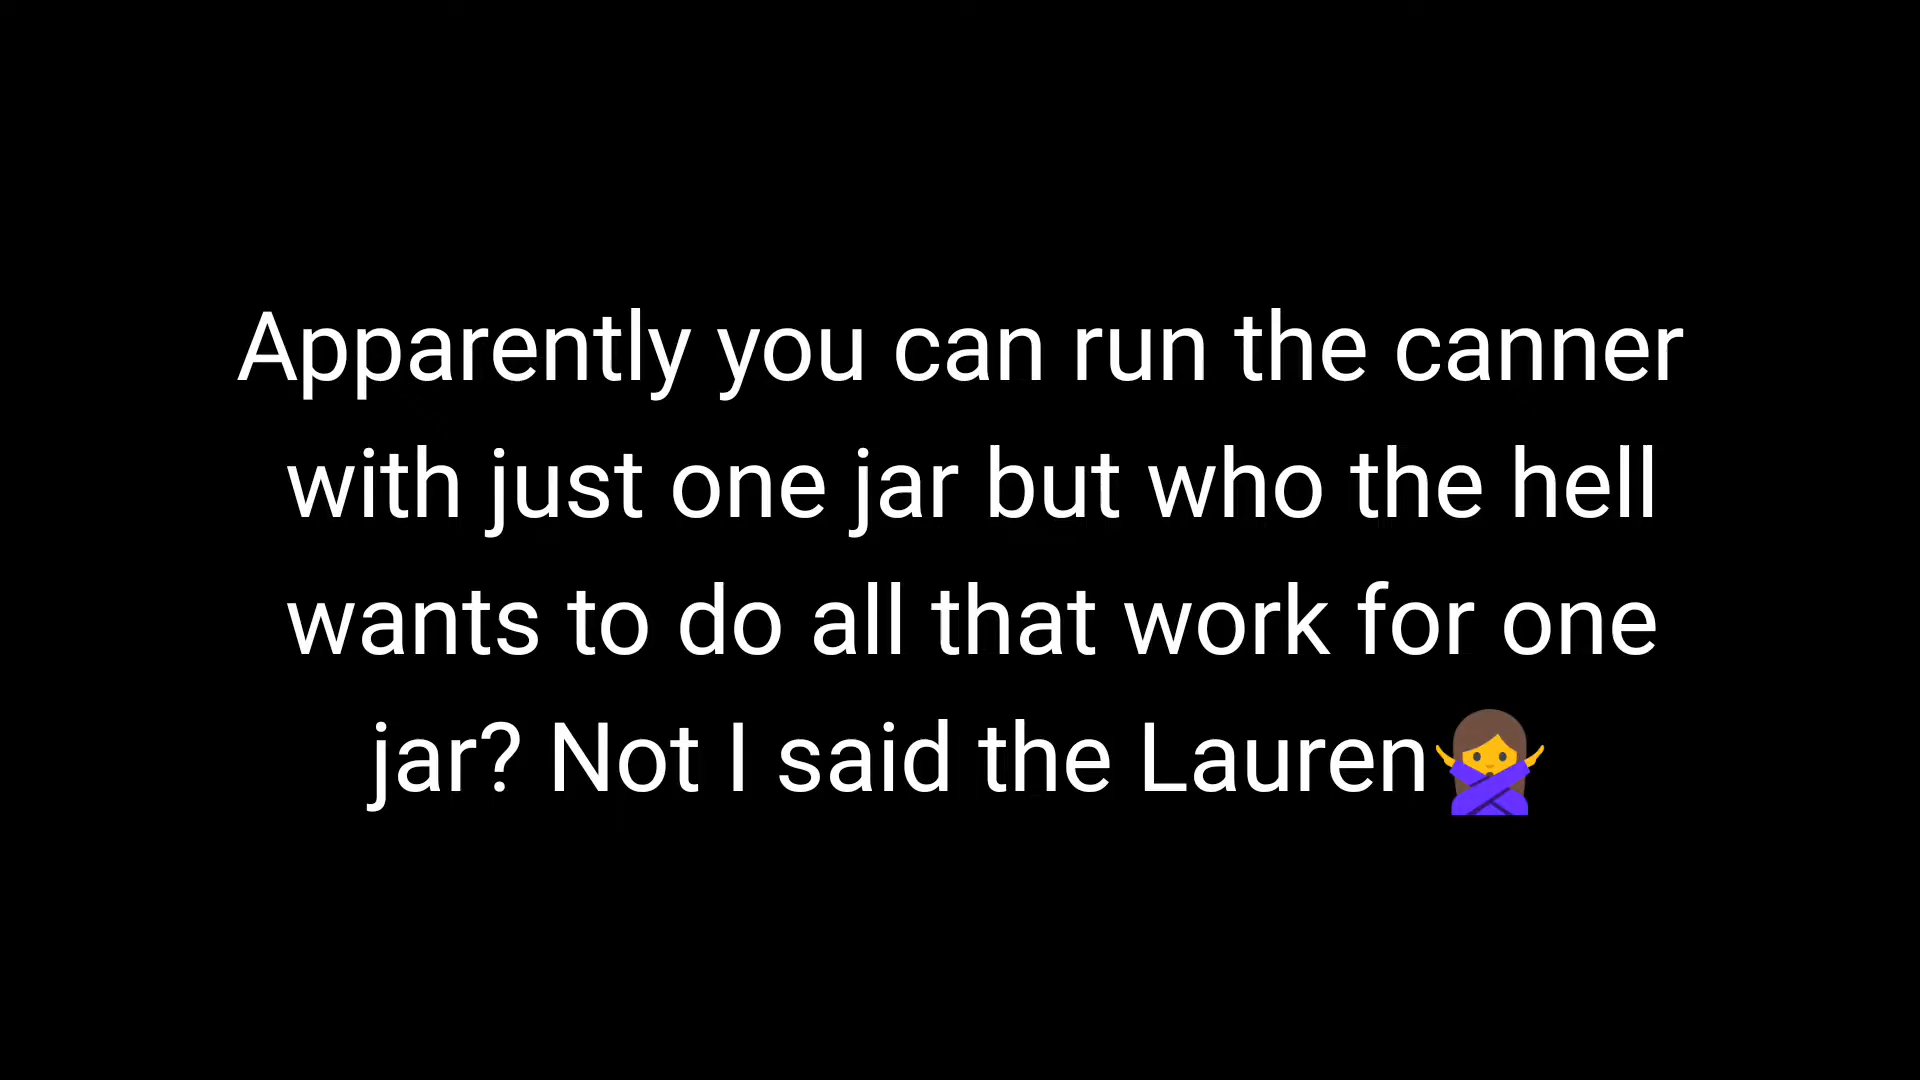 Apparently you can run the canner
with just one jar but who the hell
wants to do all that work for one
jar? Not I said the Lauren🙅‍♀️